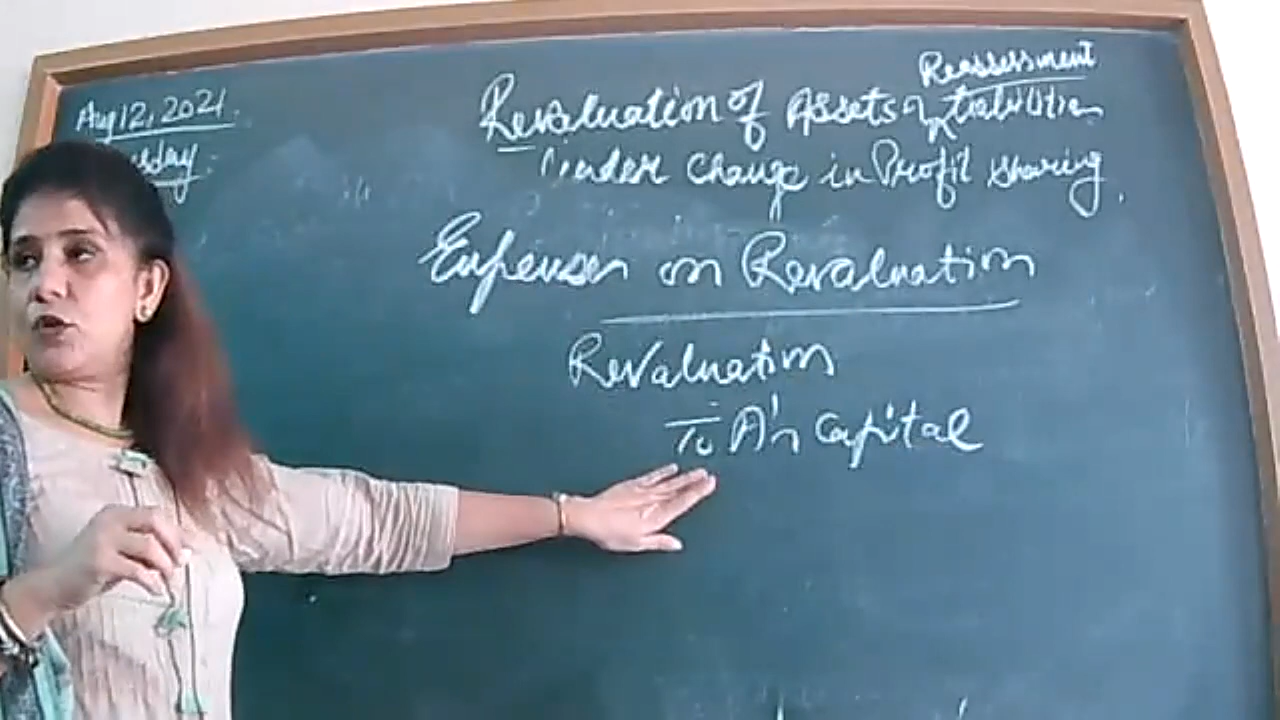 Aug 12, 2021.
Reassessment
Revaluation of Assets & Liabilities
Under Change in Profit Sharing.
Expenses on Revaluation
Revaluation
To A's Capital